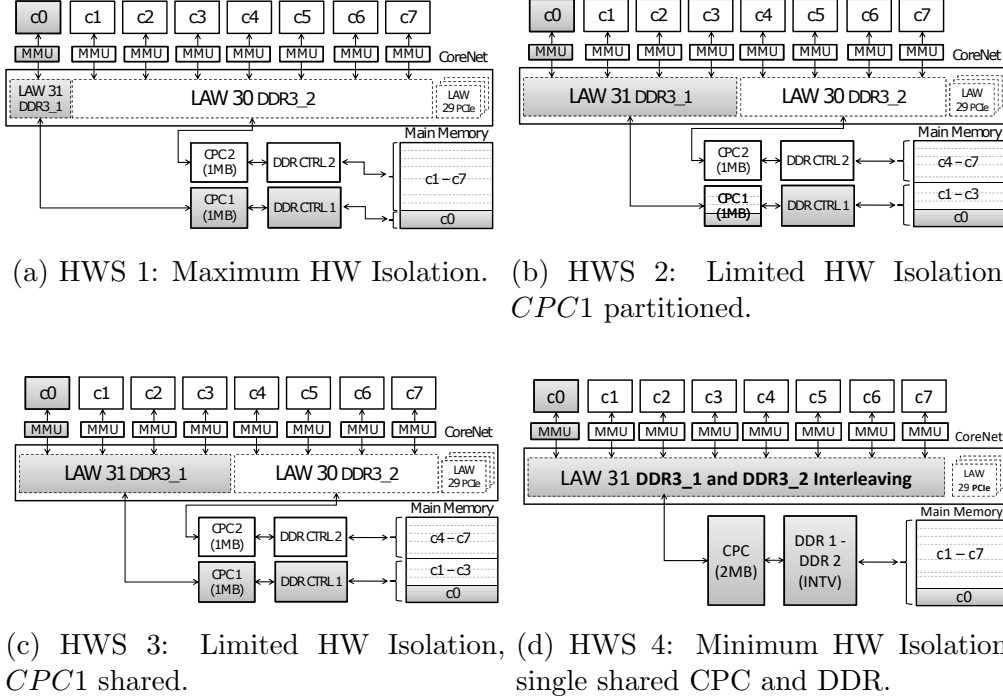 c0 c1 c2 c3 c4 c5 c6 c7
MMU MMU MMU MMU MMU MMU MMU MMU
CoreNet
LAW 31
DDR3_1
LAW 30 DDR3_2
LAW
29 PCIe
Main Memory
CPC2
(1MB)
DDR CTRL 2
c1 – c7
CPC1
(1MB)
DDR CTRL 1
c0
(a) HWS 1: Maximum HW Isolation.
c0 c1 c2 c3 c4 c5 c6 c7
MMU MMU MMU MMU MMU MMU MMU MMU
CoreNet
LAW 31 DDR3_1
LAW 30 DDR3_2
LAW
29 PCIe
Main Memory
CPC2
(1MB)
DDR CTRL 2
c4 – c7
CPC1
(1MB)
DDR CTRL 1
c1 – c3
c0
(b) HWS 2: Limited HW Isolation
CPC1 partitioned.
c0 c1 c2 c3 c4 c5 c6 c7
MMU MMU MMU MMU MMU MMU MMU MMU
CoreNet
LAW 31 DDR3_1
LAW 30 DDR3_2
LAW
29 PCIe
Main Memory
CPC2
(1MB)
DDR CTRL 2
c4 – c7
CPC1
(1MB)
DDR CTRL 1
c1 – c3
c0
(c) HWS 3: Limited HW Isolation,
CPC1 shared.
c0 c1 c2 c3 c4 c5 c6 c7
MMU MMU MMU MMU MMU MMU MMU MMU
CoreNet
LAW 31 DDR3_1 and DDR3_2 Interleaving
LAW
29 PCIe
Main Memory
CPC
(2MB)
DDR 1 -
DDR 2
(INTV)
c1 – c7
c0
(d) HWS 4: Minimum HW Isolation
single shared CPC and DDR.